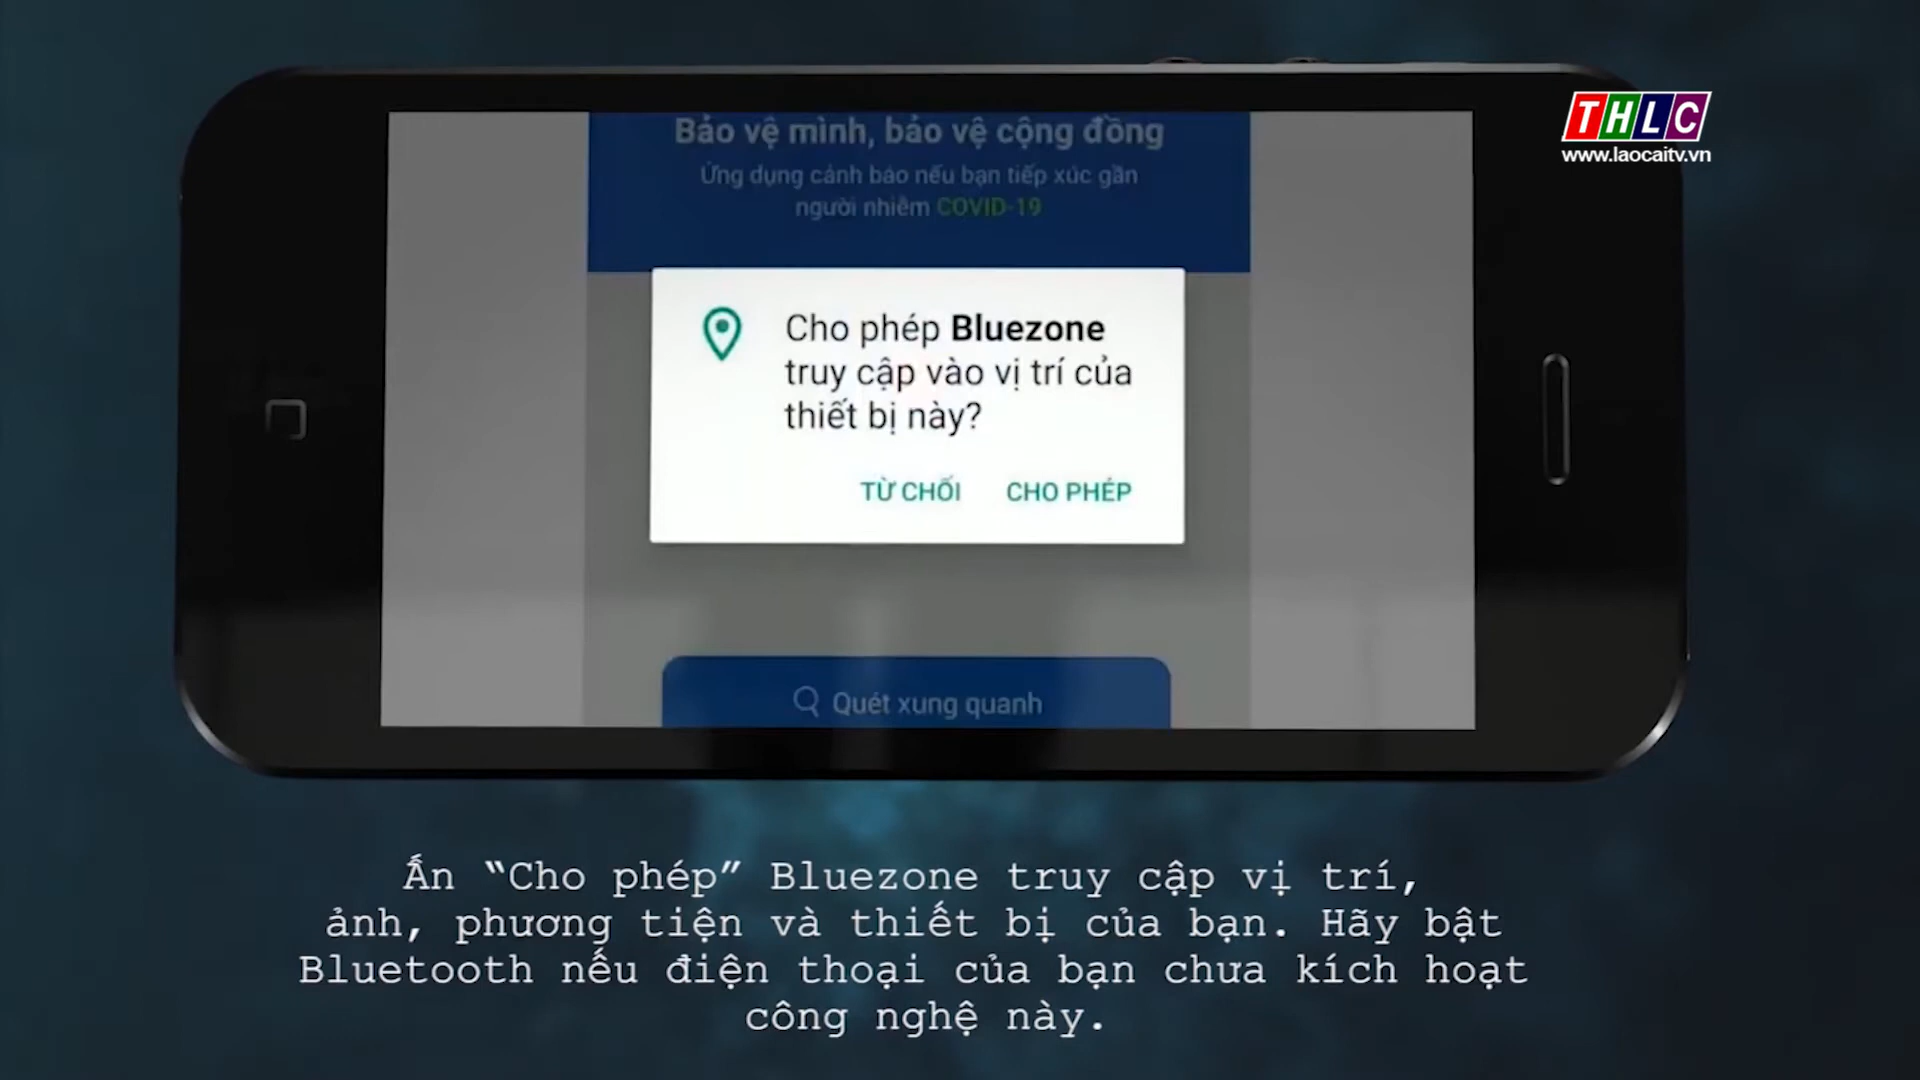 THLC
www.laocaitv.vn
Bảo vệ mình, bảo vệ cộng đồng
Ứng dụng cảnh báo nếu bạn tiếp xúc gần
người nhiễm COVID-19
Cho phép Bluezone
truy cập vào vị trí của
thiết bị này?
TỪ CHỐI CHO PHÉP
Quét xung quanh
Ấn “Cho phép” Bluezone truy cập vị trí,
ảnh, phương tiện và thiết bị của bạn. Hãy bật
Bluetooth nếu điện thoại của bạn chưa kích hoạt
công nghệ này.